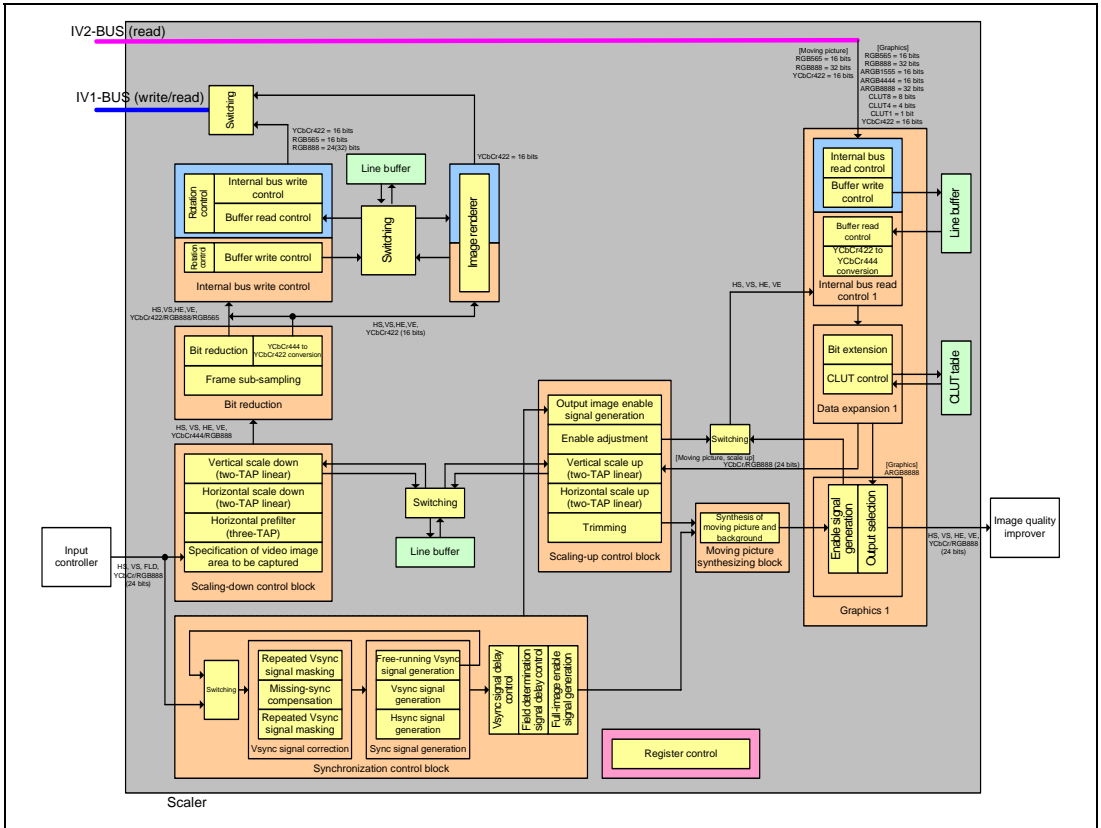 IV2-BUS (read)
[Moving picture]
RGB565 = 16 bits
RGB888 = 32 bits
YCbCr422 = 16 bits
[Graphics]
RGB565 = 16 bits
RGB888 = 32 bits
ARGB1555 = 16 bits
ARGB4444 = 16 bits
ARGB8888 = 32 bits
CLUT8 = 8 bits
CLUT4 = 4 bits
CLUT1 = 1 bit
YCbCr422 = 16 bits
IV1-BUS (write/read)
Switching
YCbCr422 = 16 bits
RGB565 = 16 bits
RGB888 = 24(32) bits
YCbCr422 = 16 bits
Line buffer
Rotation
control
Internal bus write
control
Buffer read control
Switching
Image renderer
Rotation
control
Buffer write control
Internal bus write control
Internal bus
read control
Buffer write
control
Line buffer
Buffer read
control
YCbCr422 to
YCbCr444
conversion
Internal bus read
control 1
HS, VS, HE, VE
HS,VS,HE,VE,
YCbCr422/RGB888/RGB565
HS,VS,HE,VE,
YCbCr422 (16 bits)
Bit reduction
YCbCr444 to
YCbCr422 conversion
Frame sub-sampling
Bit reduction
Bit extension
CLUT control
Data expansion 1
CLUT table
HS, VS, HE, VE,
YCbCr444/RGB888
Output image enable
signal generation
Enable adjustment
Vertical scale up
(two-TAP linear)
Horizontal scale up
(two-TAP linear)
Trimming
Scaling-up control block
Switching
[Moving picture, scale up]
YCbCr/RGB888 (24 bits)
[Graphics]
ARGB8888
Vertical scale down
(two-TAP linear)
Horizontal scale down
(two-TAP linear)
Horizontal prefilter
(three-TAP)
Specification of video image
area to be captured
Scaling-down control block
Switching
Line buffer
Synthesis of
moving picture and
background
Moving picture
synthesizing block
Enable signal
generation
Output selection
Graphics 1
Input
controller
HS, VS, FLD,
YCbCr/RGB888
(24 bits)
HS, VS, HE, VE,
YCbCr/RGB888
(24 bits)
Image quality
improver
Switching
Repeated Vsync
signal masking
Missing-sync
compensation
Repeated Vsync
signal masking
Vsync signal correction
Free-running Vsync
signal generation
Vsync signal
generation
Hsync signal
generation
Sync signal generation
Vsync signal delay
control
Field determination
signal delay control
Full-image enable
signal generation
Synchronization control block
Register control
Scaler